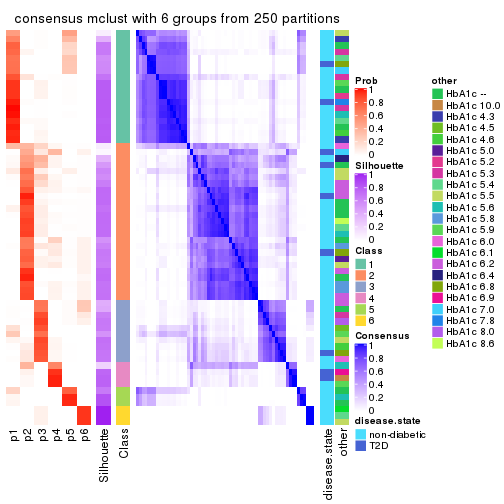 consensus mclust with 6 groups from 250 partitions
Prob
1
0.8
0.6
0.4
0.2
0
Silhouette
1
0.8
0.6
0.4
0.2
0
Class
1
2
3
4
5
6
Consensus
1
0.8
0.6
0.4
0.2
0
disease.state
non-diabetic
T2D
other
HbA1c --
HbA1c 10.0
HbA1c 4.3
HbA1c 4.5
HbA1c 4.6
HbA1c 5.0
HbA1c 5.2
HbA1c 5.3
HbA1c 5.4
HbA1c 5.5
HbA1c 5.6
HbA1c 5.8
HbA1c 5.9
HbA1c 6.0
HbA1c 6.1
HbA1c 6.2
HbA1c 6.4
HbA1c 6.8
HbA1c 6.9
HbA1c 7.0
HbA1c 7.8
HbA1c 8.0
HbA1c 8.6
p1
p2
p3
p4
p5
p6
Silhouette
Class
disease.state
other